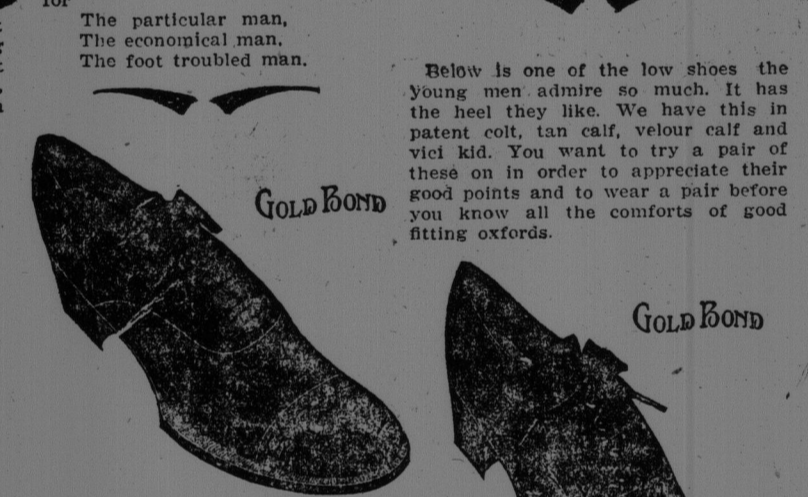 for
The particular man,
The economical man.
The foot troubled man.
GOLD BOND
Below is one of the low shoes the
young men admire so much. It has
the heel they like. We have this in
patent colt, tan calf, velour calf and
vici kid. You want to try a pair of
these on in order to appreciate their
good points and to wear a pair before
you know all the comforts of good
fitting oxfords.
GOLD BOND